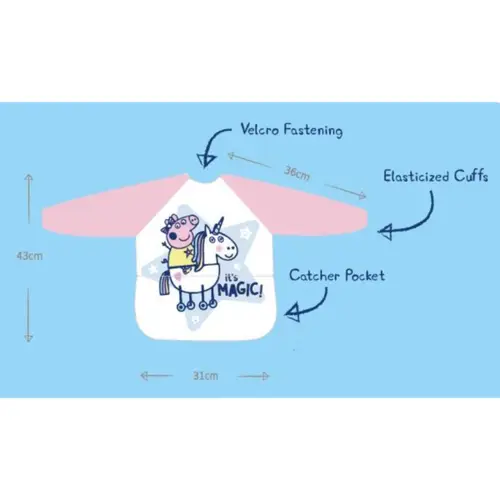 Velcro Fastening
36cm
Elasticized Cuffs
43cm
Catcher Pocket
it's
MAGIC!
31cm